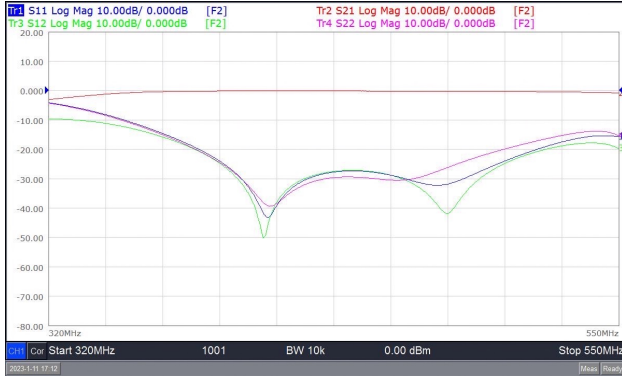 Tr1 S11 Log Mag 10.00dB/ 0.000dB [F2] Tr2 S21 Log Mag 10.00dB/ 0.000dB [F2]
Tr3 S12 Log Mag 10.00dB/ 0.000dB [F2] Tr4 S22 Log Mag 10.00dB/ 0.000dB [F2]
20.00
10.00
0.000
-10.00
-20.00
-30.00
-40.00
-50.00
-60.00
-70.00
-80.00
320MHz 550MHz
CH1 Cor Start 320MHz 1001 BW 10k 0.00 dBm Stop 550MHz
2023-1-11 17:12 Meas Ready